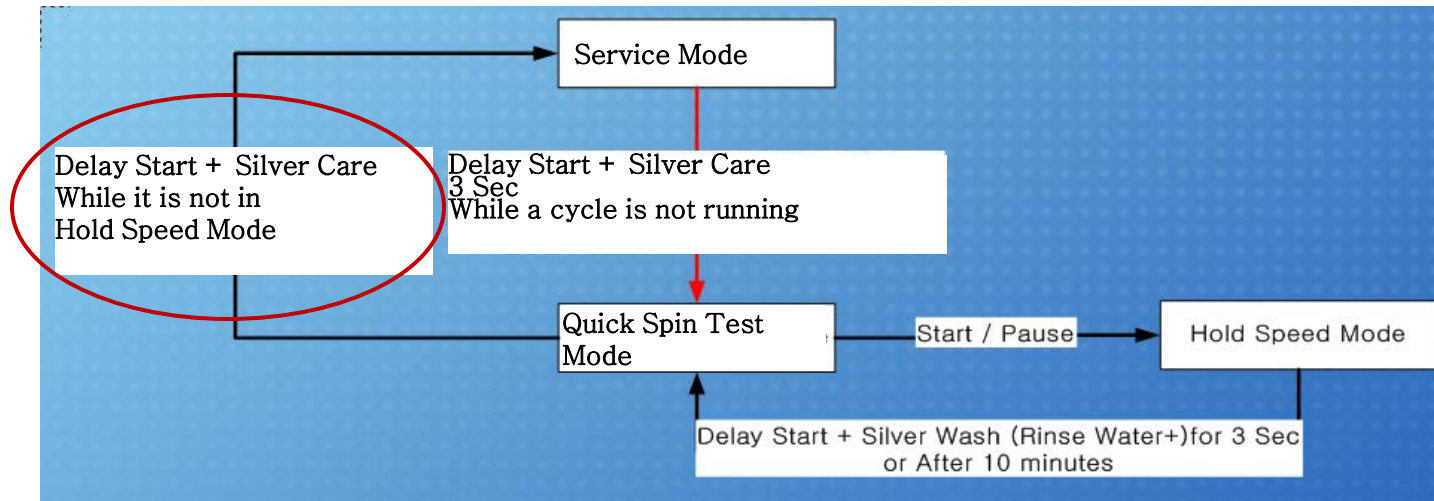 Service Mode
Delay Start + Silver Care
While it is not in
Hold Speed Mode
Delay Start + Silver Care
3 Sec
While a cycle is not running
Quick Spin Test
Mode
Start / Pause
Hold Speed Mode
Delay Start + Silver Wash (Rinse Water+)for 3 Sec
or After 10 minutes